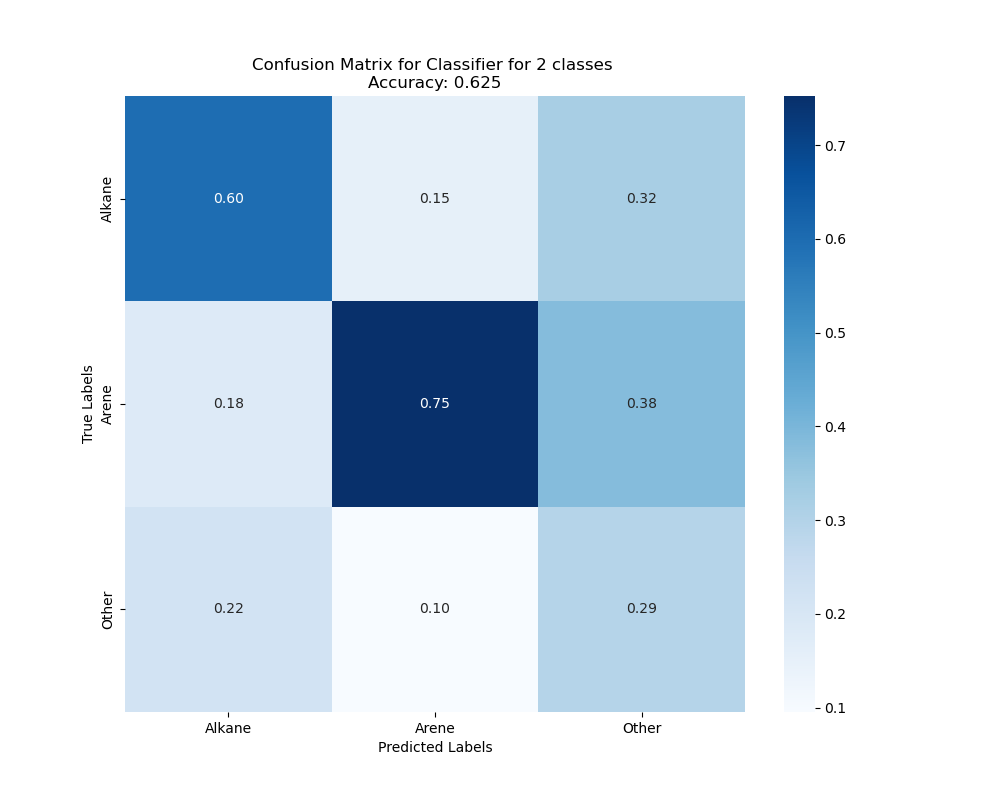 Confusion Matrix for Classifier for 2 classes
Accuracy: 0.625
True Labels
Alkane
0.60
0.15
0.32
Arene
0.18
0.75
0.38
Other
0.22
0.10
0.29
Alkane
Arene
Other
Predicted Labels
0.7
0.6
0.5
0.4
0.3
0.2
0.1